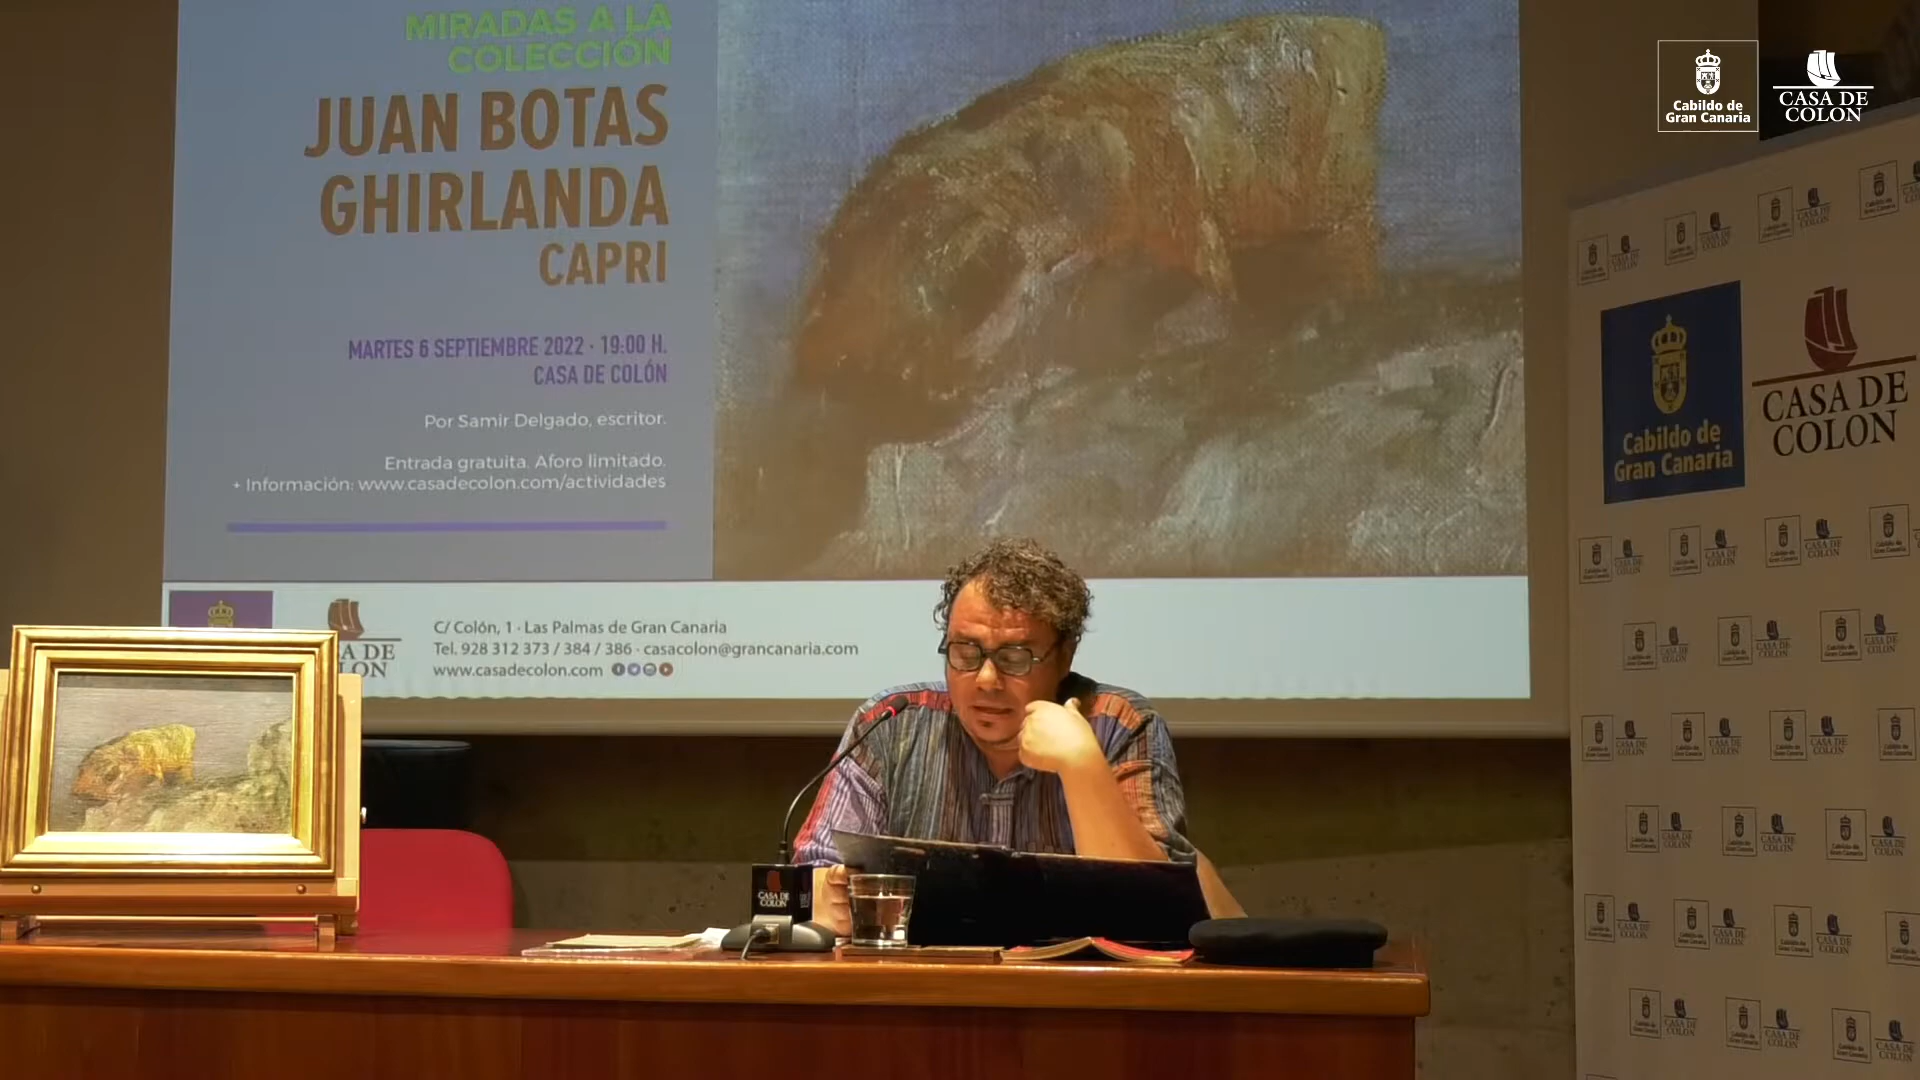 MIRADAS A LA
COLECCIÓN
JUAN BOTAS
GHIRLANDA
CAPRI
MARTES 6 SEPTIEMBRE 2022 · 19:00 H.
CASA DE COLÓN
Por Samir Delgado, escritor.
Entrada gratuita. Aforo limitado.
+ Información: www.casadecolon.com/actividades
C/ Colón, 1 · Las Palmas de Gran Canaria
Tel. 928 312 373 / 384 / 386 · casacolon@grancanaria.com
www.casadecolon.com
SA DE
LON
CASA DE
COLON
Cabildo de
Gran Canaria
CASA DE
COLON
Cabildo de
Gran Canaria
CASA DE
COLON